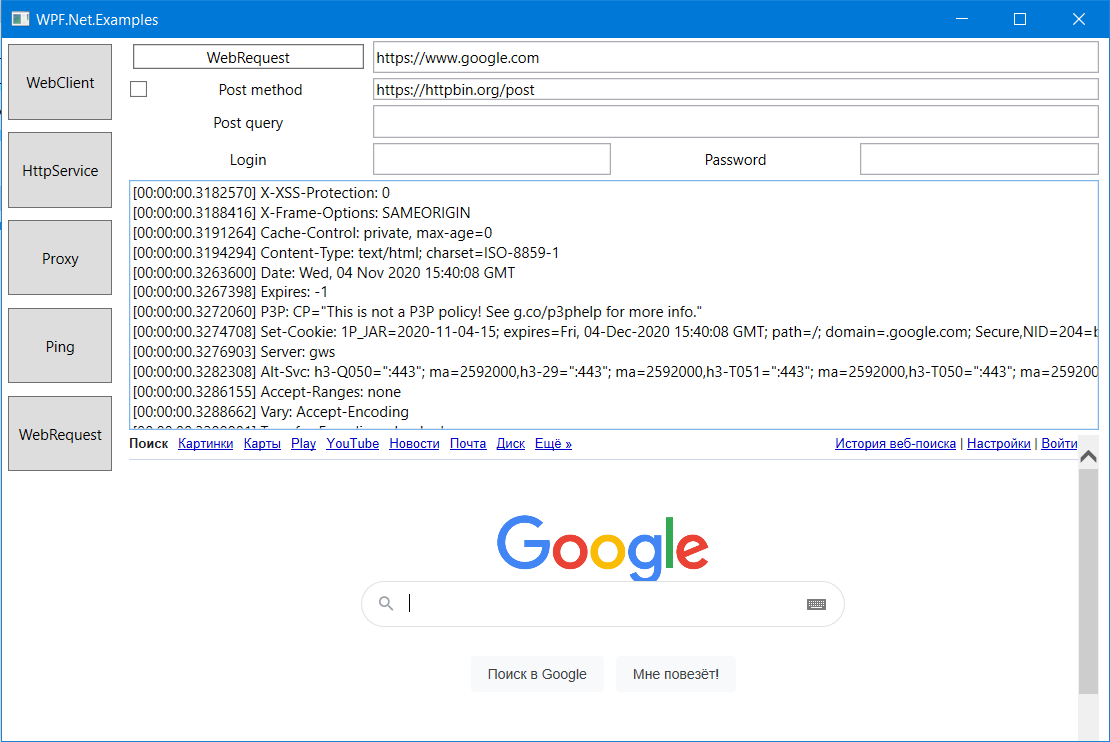 WPF.Net.Examples
WebClient
HttpService
Proxy
Ping
WebRequest
WebRequest https://www.google.com
Post method https://httpbin.org/post
Post query
Login Password
[00:00:00.3182570] X-XSS-Protection: 0
[00:00:00.3188416] X-Frame-Options: SAMEORIGIN
[00:00:00.3191264] Cache-Control: private, max-age=0
[00:00:00.3194294] Content-Type: text/html; charset=ISO-8859-1
[00:00:00.3263600] Date: Wed, 04 Nov 2020 15:40:08 GMT
[00:00:00.3267398] Expires: -1
[00:00:00.3272060] P3P: CP="This is not a P3P policy! See g.co/p3phelp for more info."
[00:00:00.3274708] Set-Cookie: 1P_JAR=2020-11-04-15; expires=Fri, 04-Dec-2020 15:40:08 GMT; path=/; domain=.google.com; Secure,NID=204=
[00:00:00.3276903] Server: gws
[00:00:00.3282308] Alt-Svc: h3-Q050=":443"; ma=2592000,h3-29=":443"; ma=2592000,h3-T051=":443"; ma=2592000,h3-T050=":443"; ma=2592000
[00:00:00.3286155] Accept-Ranges: none
[00:00:00.3288662] Vary: Accept-Encoding
Поиск Картинки Карты Play YouTube Новости Почта Диск Ещё » История веб-поиска | Настройки | Войти
Google
Поиск в Google Мне повезёт!